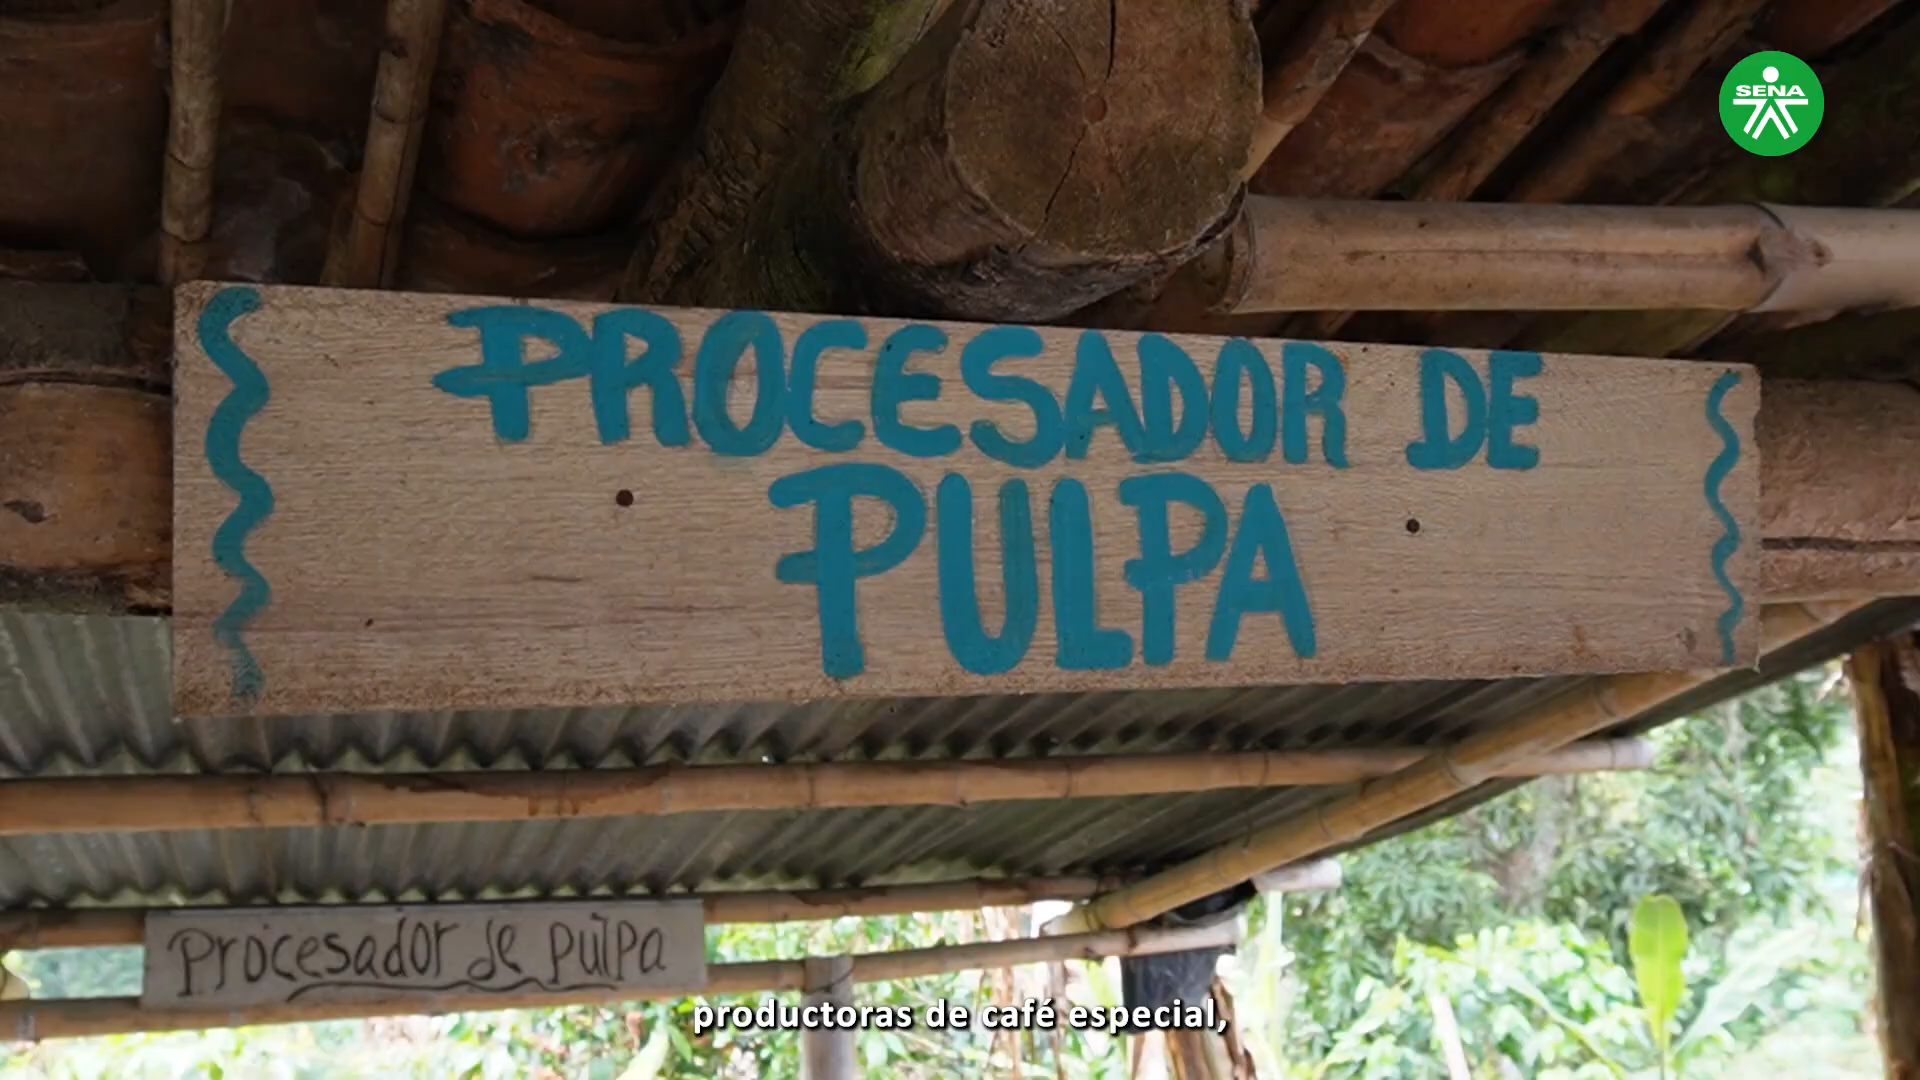 SENA
PROCESADOR DE
PULPA
Procesador de pulpa
productoras de café especial,